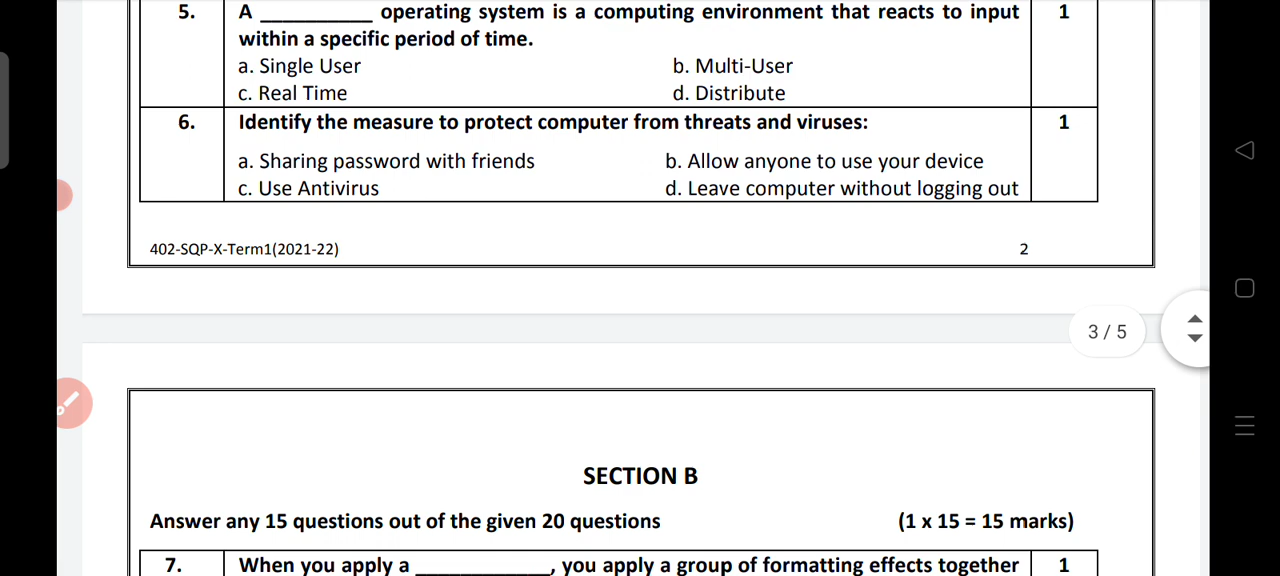 5. A __________ operating system is a computing environment that reacts to input 1
within a specific period of time.
a. Single User b. Multi-User
c. Real Time d. Distribute
6. Identify the measure to protect computer from threats and viruses: 1
a. Sharing password with friends b. Allow anyone to use your device
c. Use Antivirus d. Leave computer without logging out
402-SQP-X-Term1(2021-22) 2
3 / 5
SECTION B
Answer any 15 questions out of the given 20 questions (1 x 15 = 15 marks)
7. When you apply a ____________, you apply a group of formatting effects together 1